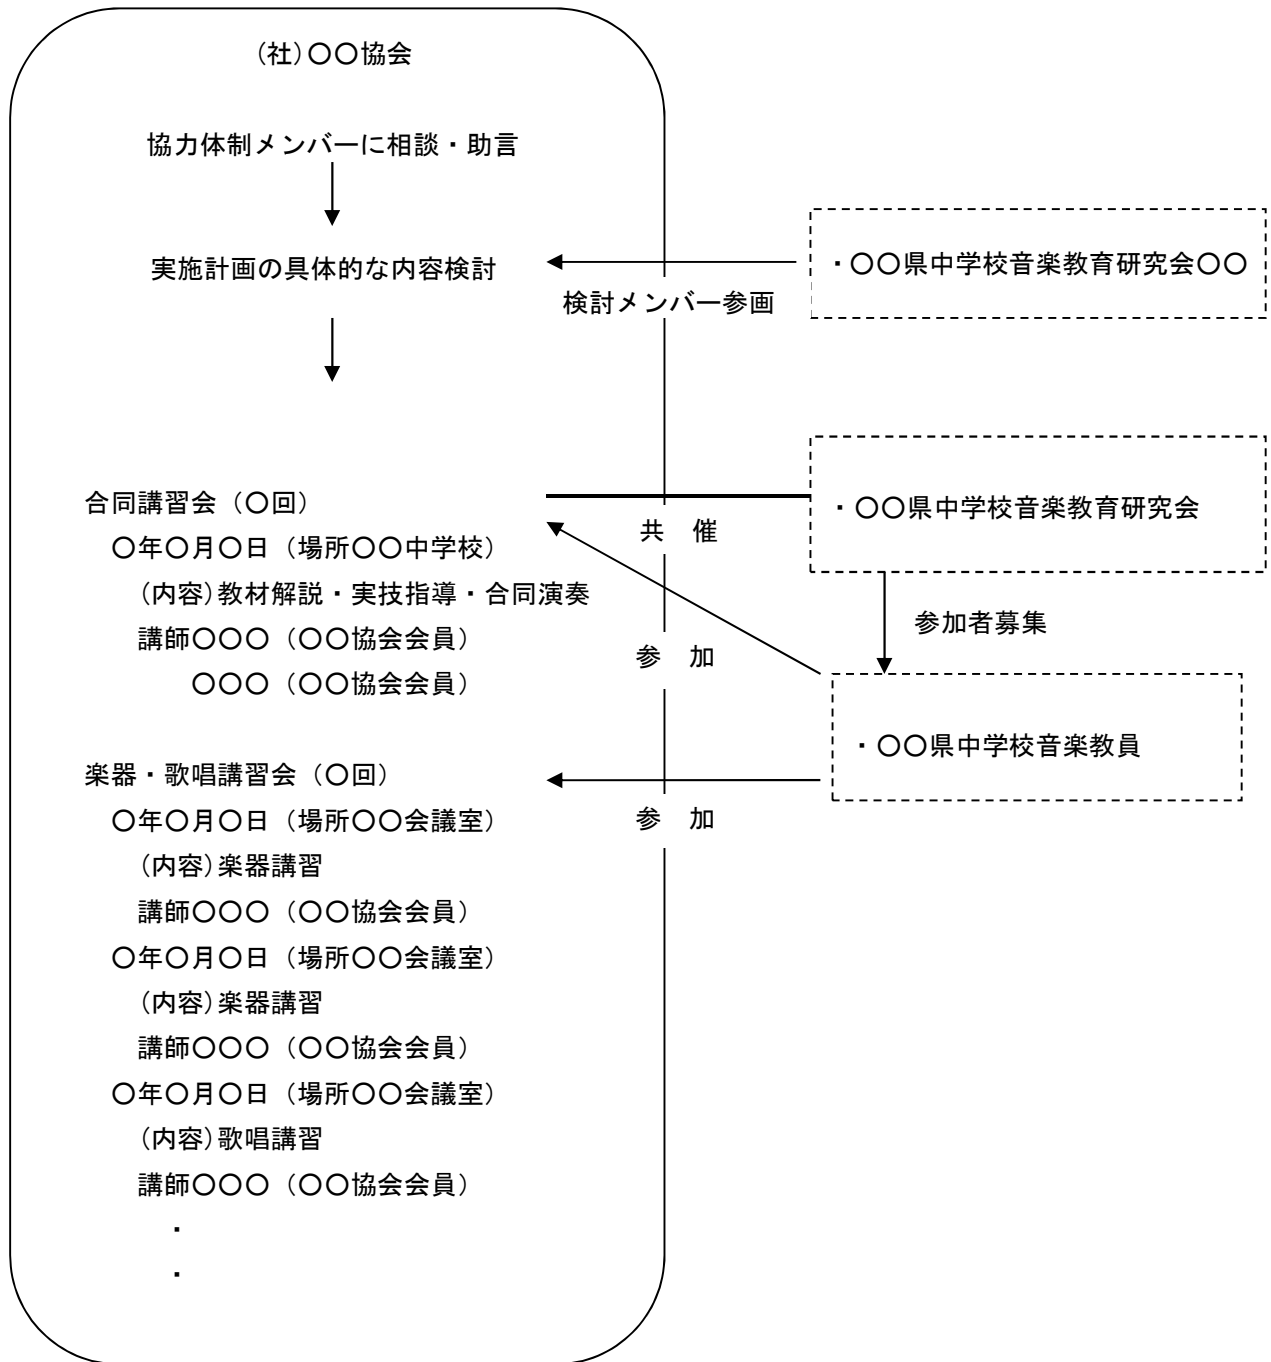 (社)〇〇協会
協力体制メンバーに相談・助言
実施計画の具体的な内容検討
・〇〇県中学校音楽教育研究会〇〇
検討メンバー参画
合同講習会（〇回）
〇年〇月〇日（場所〇〇中学校）
(内容)教材解説・実技指導・合同演奏
講師〇〇〇（〇〇協会会員）
〇〇〇（〇〇協会会員）
共　催
・〇〇県中学校音楽教育研究会
参加者募集
参　加
・〇〇県中学校音楽教員
楽器・歌唱講習会（〇回）
〇年〇月〇日（場所〇〇会議室）
参　加
(内容)楽器講習
講師〇〇〇（〇〇協会会員）
〇年〇月〇日（場所〇〇会議室）
(内容)楽器講習
講師〇〇〇（〇〇協会会員）
〇年〇月〇日（場所〇〇会議室）
(内容)歌唱講習
講師〇〇〇（〇〇協会会員）
・
・